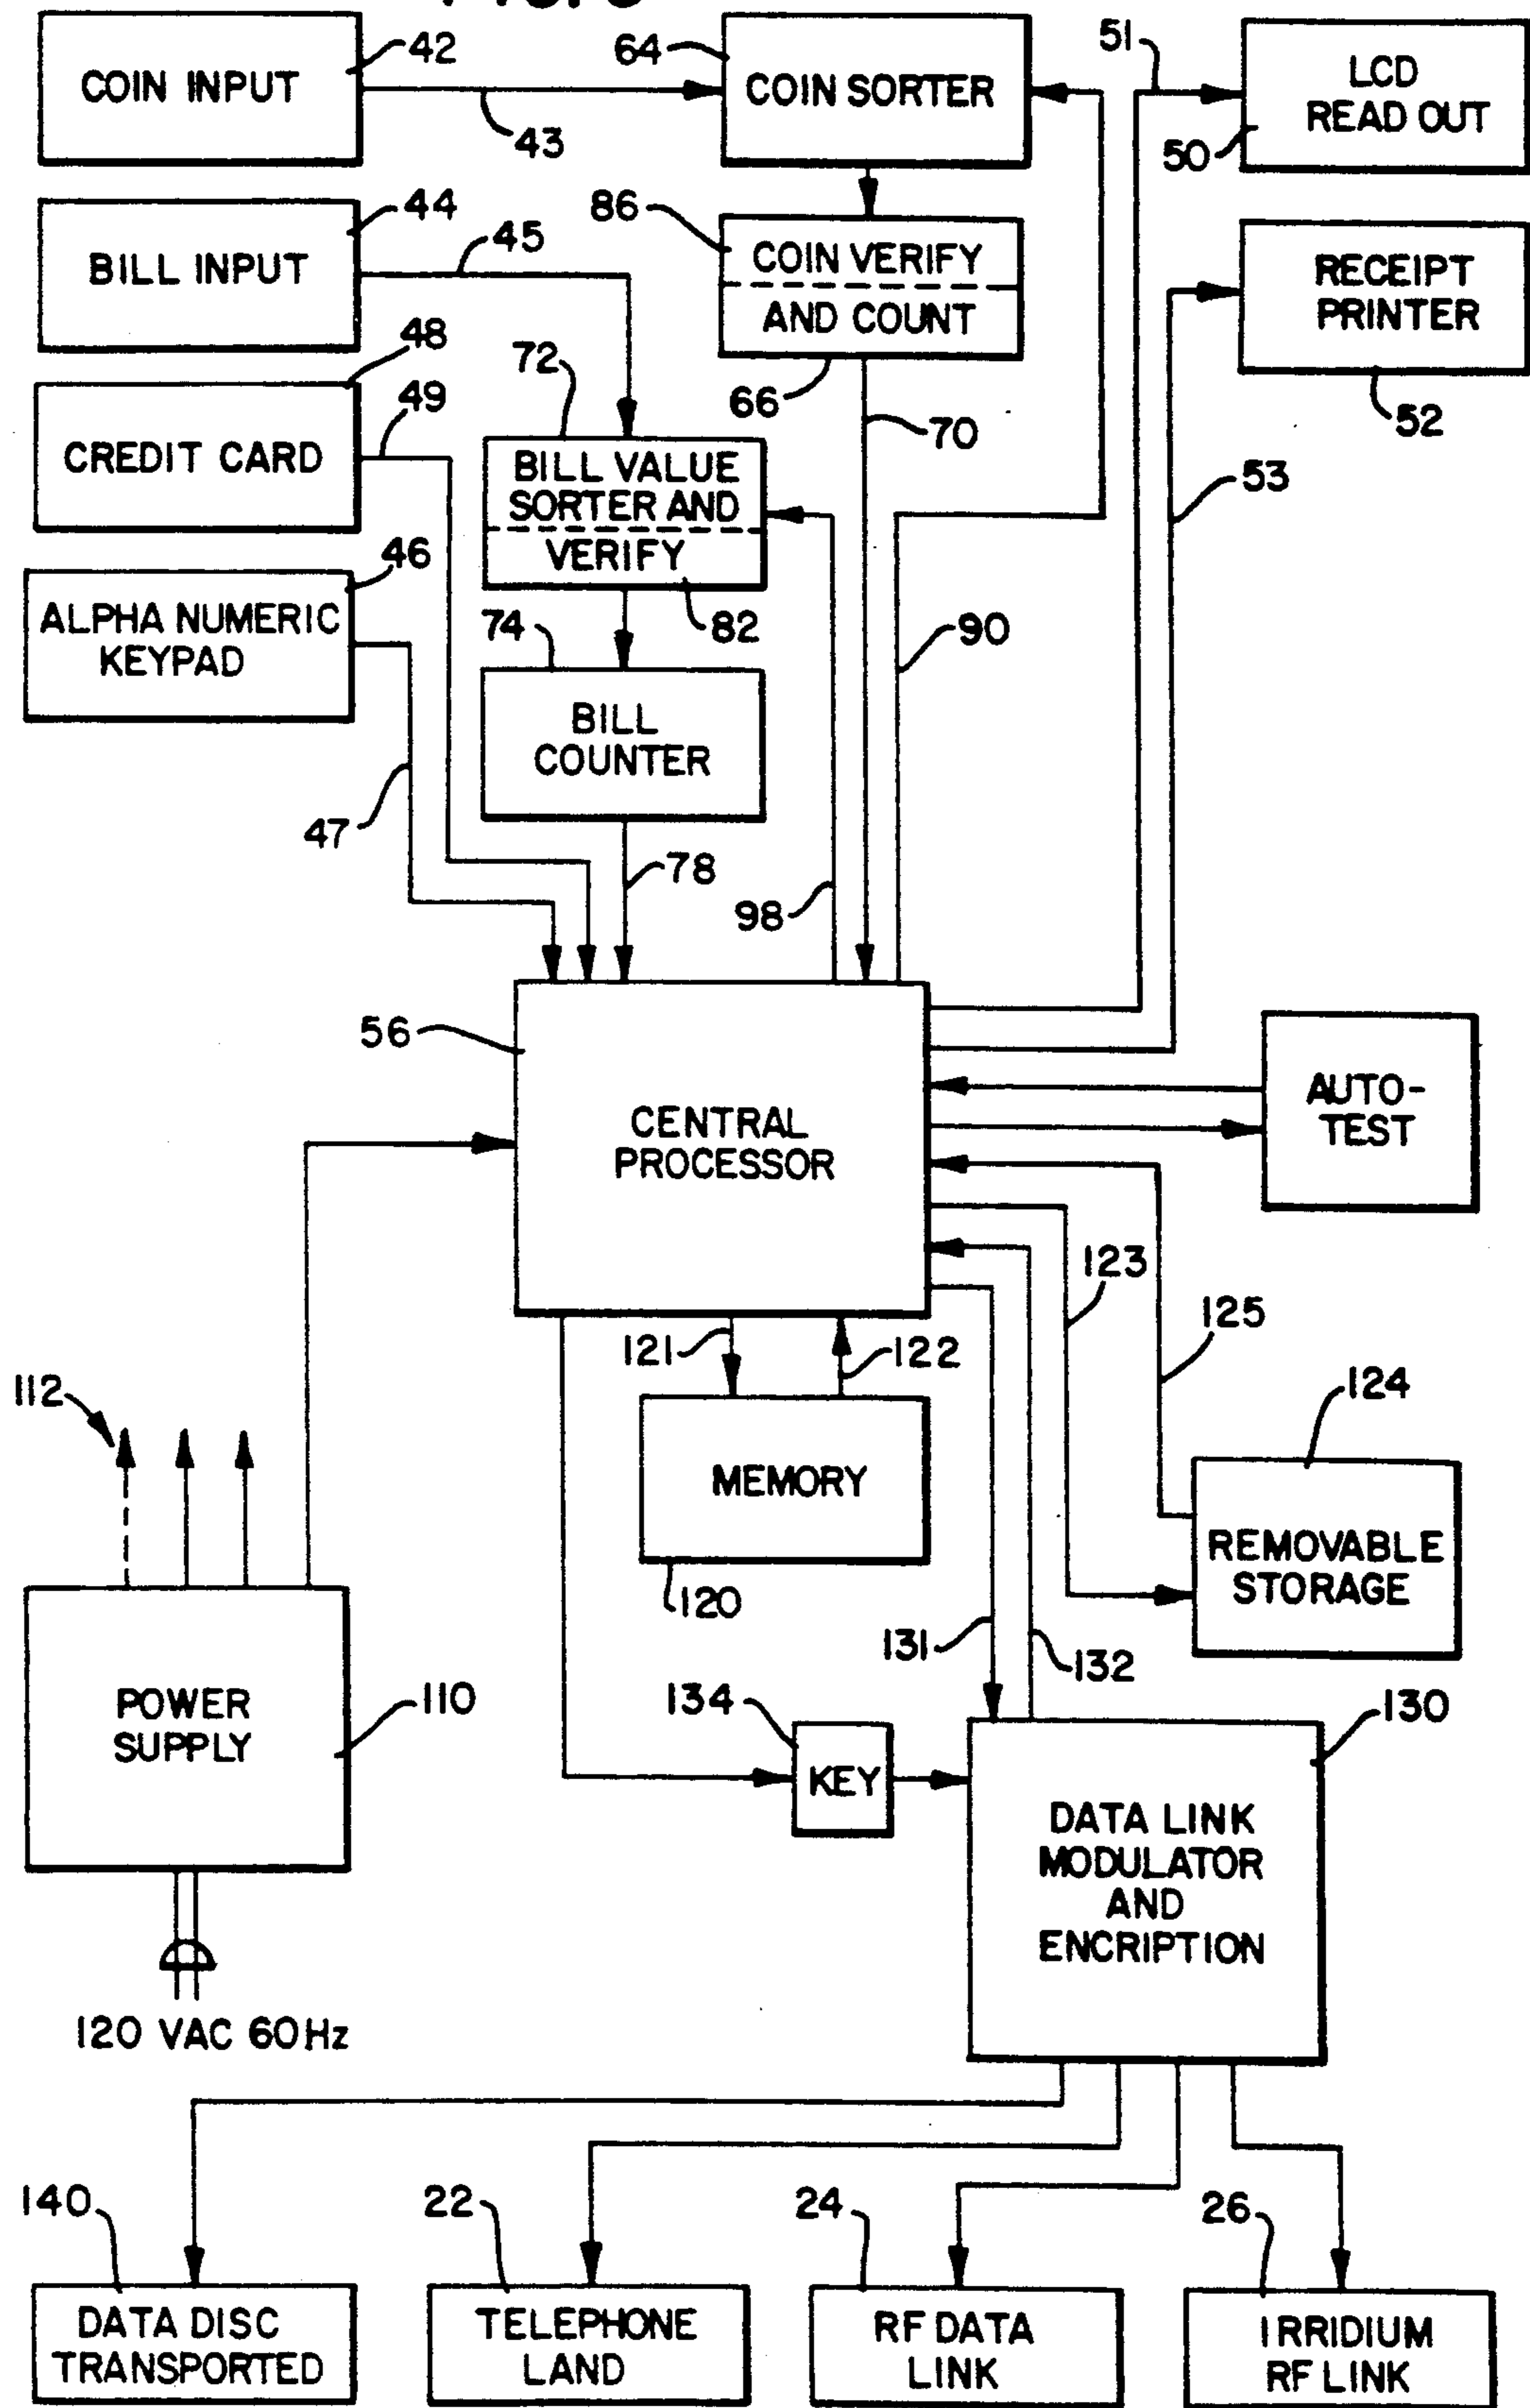 42
COIN INPUT
43
64
COIN SORTER
51
LCD
READ OUT
50
44
BILL INPUT
45
86
COIN VERIFY
AND COUNT
66
RECEIPT
PRINTER
52
48
CREDIT CARD
49
72
BILL VALUE
SORTER AND
VERIFY
82
70
53
46
ALPHA NUMERIC
KEYPAD
47
74
BILL
COUNTER
78
98
90
56
CENTRAL
PROCESSOR
AUTO-
TEST
123
125
121
122
112
MEMORY
120
124
REMOVABLE
STORAGE
131
132
POWER
SUPPLY
110
134
KEY
130
DATA LINK
MODULATOR
AND
ENCRIPTION
120 VAC 60Hz
140
DATA DISC
TRANSPORTED
22
TELEPHONE
LAND
24
RF DATA
LINK
26
IRRIDIUM
RF LINK